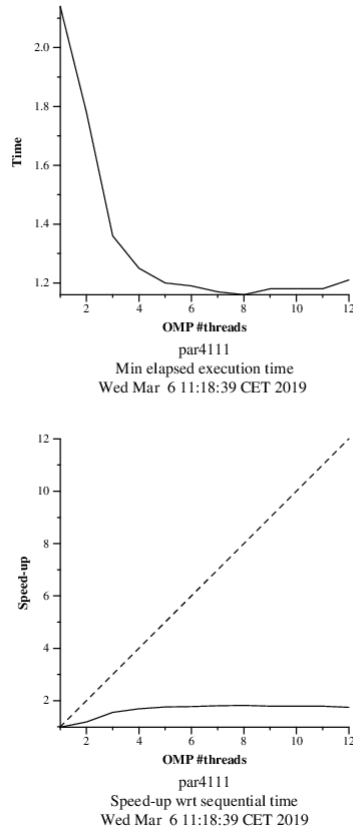 2.0
1.8
1.6
1.4
1.2
Time
2
4
6
8
10
12
OMP #threads
par4111
Min elapsed execution time
Wed Mar 6 11:18:39 CET 2019
12
10
8
6
4
2
Speed-up
2
4
6
8
10
12
OMP #threads
par4111
Speed-up wrt sequential time
Wed Mar 6 11:18:39 CET 2019